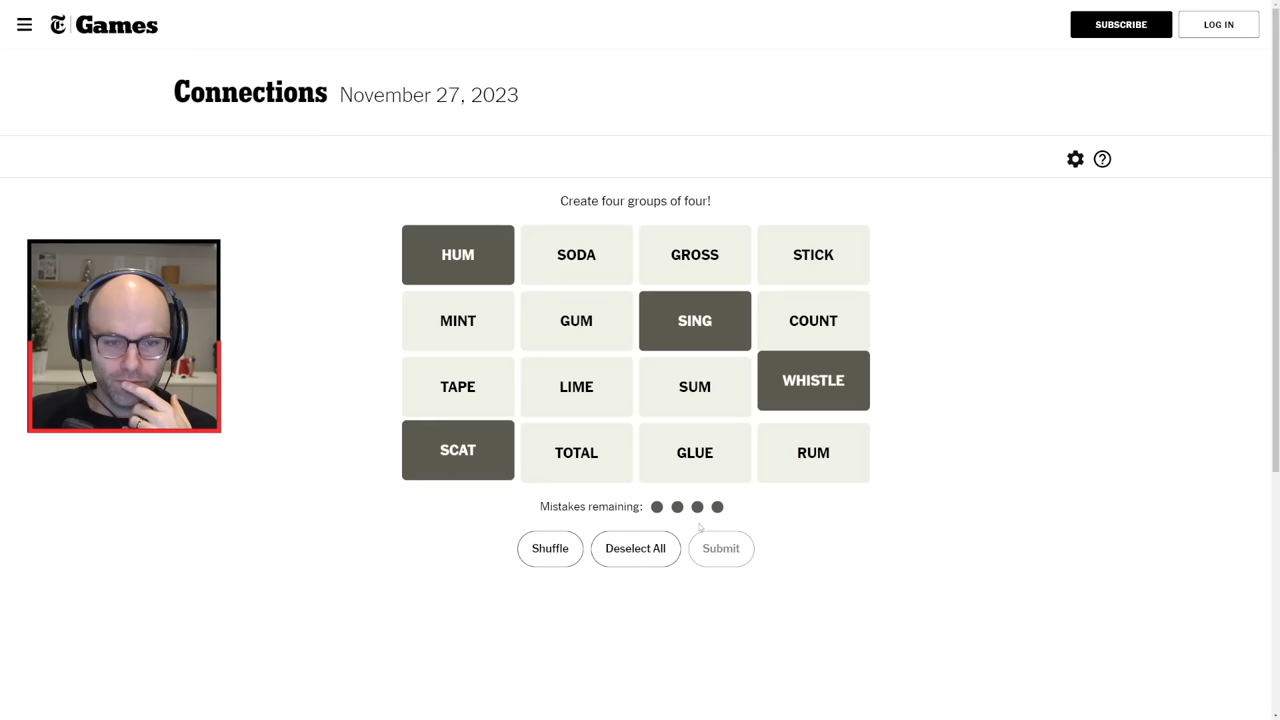 Games
SUBSCRIBE
LOG IN
Connections November 27, 2023
Create four groups of four!
HUM SODA GROSS STICK
MINT GUM SING COUNT
TAPE LIME SUM WHISTLE
SCAT TOTAL GLUE RUM
Mistakes remaining:
Shuffle
Deselect All
Submit